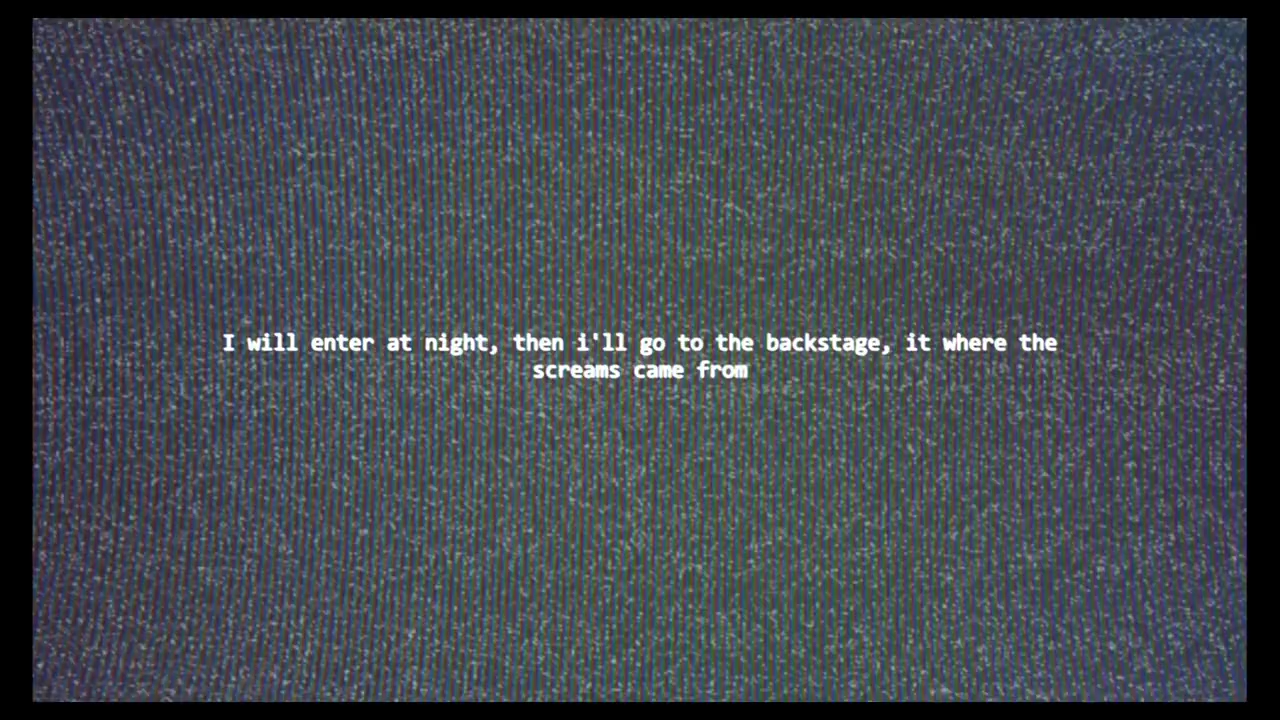 I will enter at night, then i'll go to the backstage, it where the
screams came from